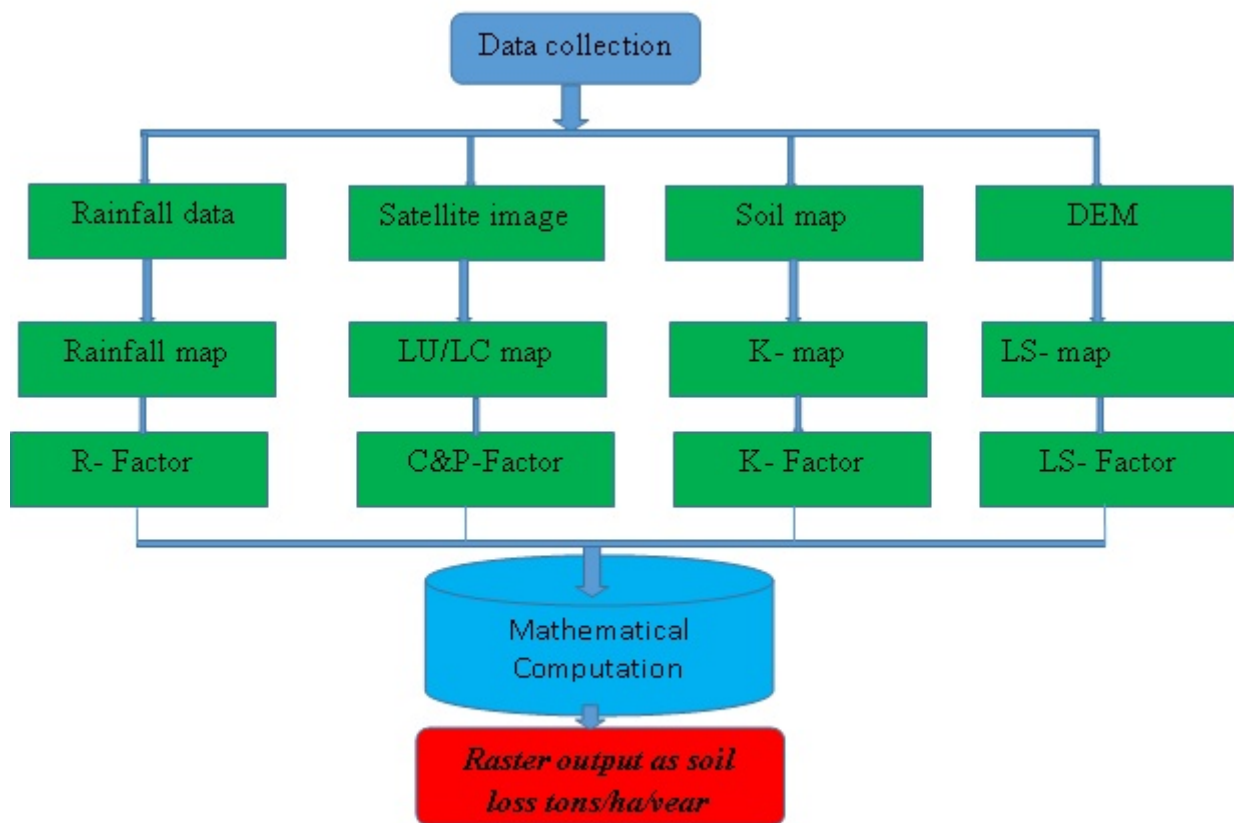 Data collection
Rainfall data
Satellite image
Soil map
DEM
Rainfall map
LU/LC map
K- map
LS- map
R- Factor
C&P-Factor
K- Factor
LS- Factor
Mathematical
Computation
Raster output as soil
loss tons/ha/year